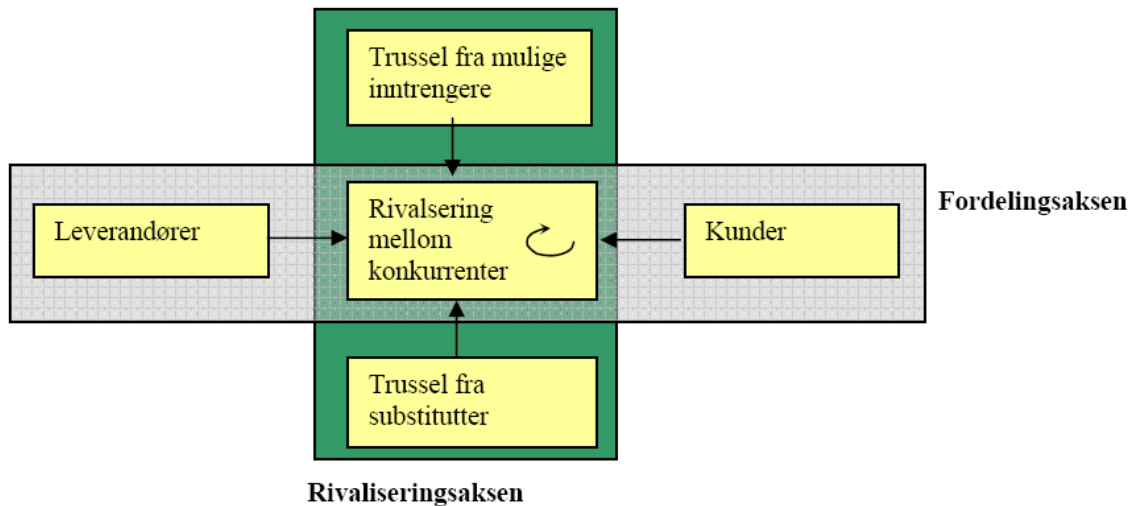 Trussel fra mulige
inntrengere
Fordelingsaksen
Leverandører
Rivalsering
mellom
konkurrenter
Kunder
Trussel fra
substitutter
Rivaliseringsaksen